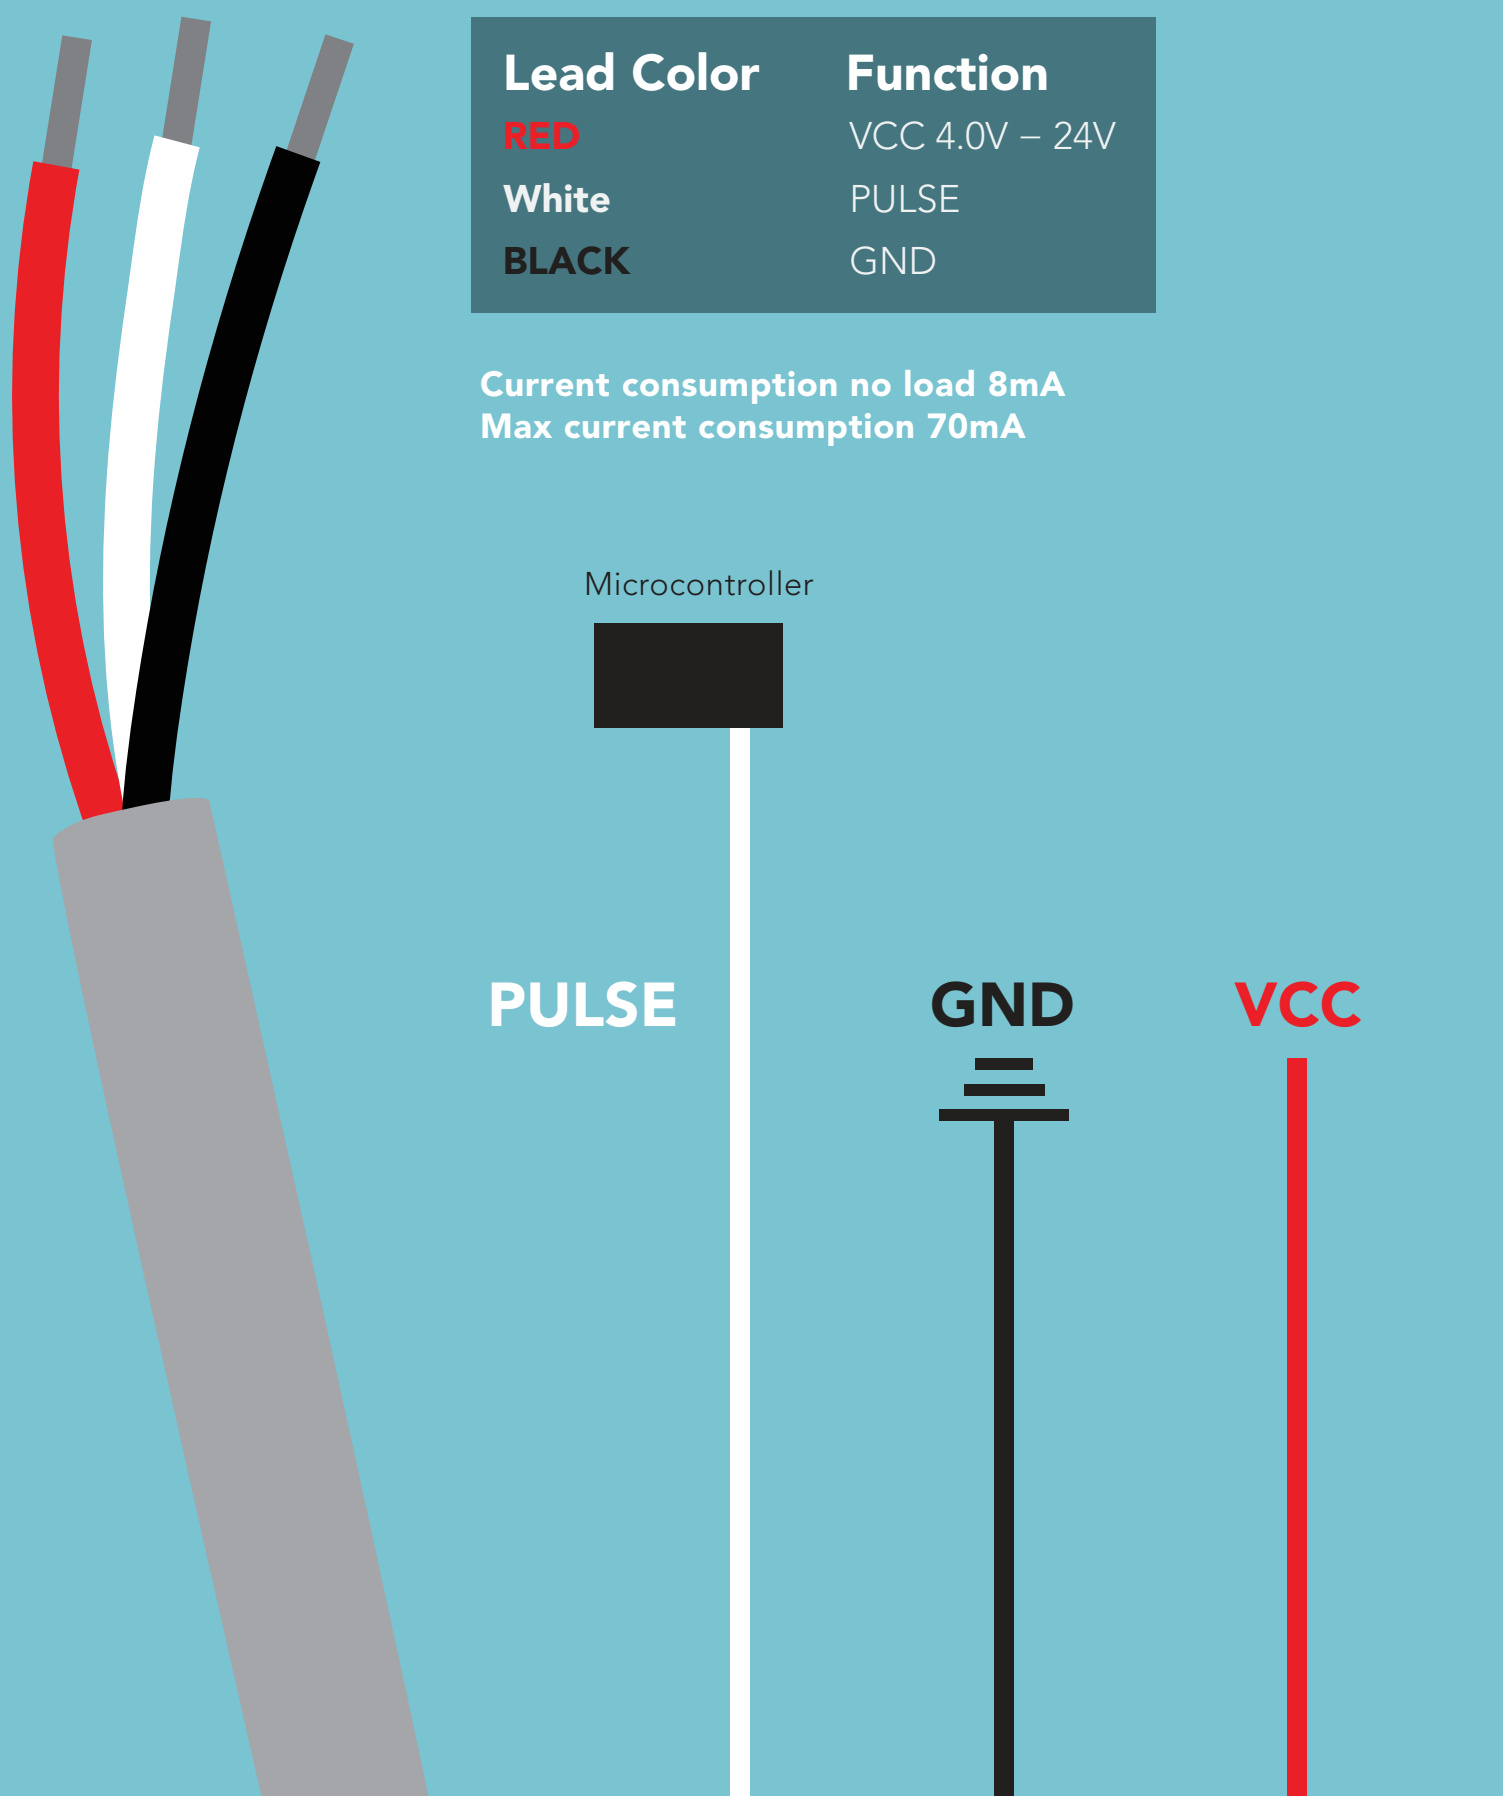 Lead Color Function
RED VCC 4.0V – 24V
White PULSE
BLACK GND
Current consumption no load 8mA
Max current consumption 70mA
Microcontroller
PULSE GND VCC